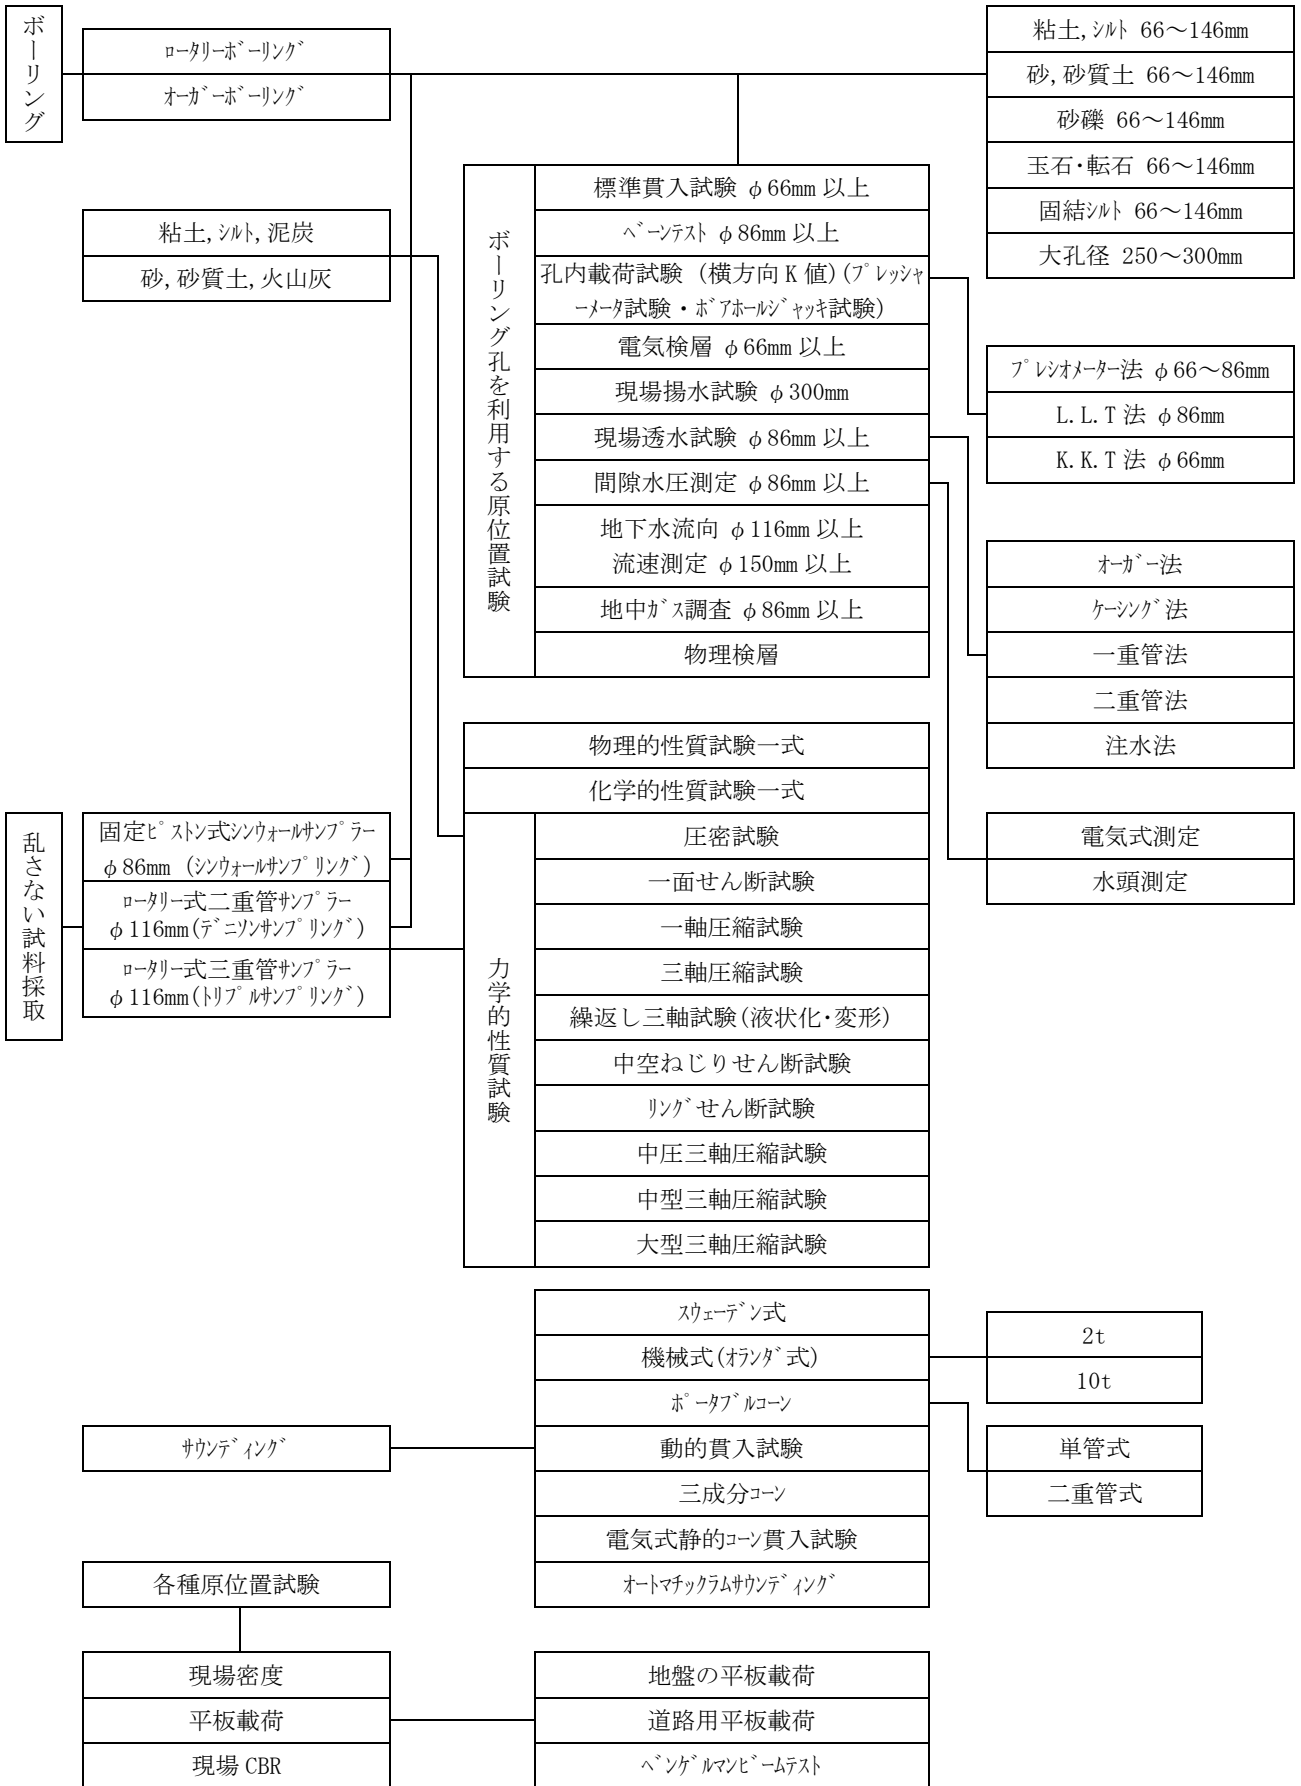 ボーリング
ﾛｰﾀﾘｰﾎﾞｰﾘﾝｸﾞ
ｵｰｶﾞｰﾎﾞｰﾘﾝｸﾞ
粘土,ｼﾙﾄ 66～146mm
砂,砂質土 66～146mm
砂礫 66～146mm
玉石･転石 66～146mm
固結ｼﾙﾄ 66～146mm
大孔径 250～300mm
粘土,ｼﾙﾄ,泥炭
砂,砂質土,火山灰
ボーリング孔を利用する原位置試験
標準貫入試験 φ66mm 以上
ﾍﾞｰﾝﾃｽﾄ φ86mm 以上
孔内載荷試験 (横方向 K 値)(ﾌﾟﾚｯｼｬ
ｰﾒｰﾀ試験・ﾎﾞｱﾎｰﾙｼﾞｬｯｷ試験)
電気検層 φ66mm 以上
現場揚水試験 φ300mm
現場透水試験 φ86mm 以上
間隙水圧測定 φ86mm 以上
地下水流向 φ116mm 以上
流速測定 φ150mm 以上
地中ｶﾞｽ調査 φ86mm 以上
物理検層
ﾌﾟﾚｼｵﾒｰﾀｰ法 φ66～86mm
L.L.T 法 φ86mm
K.K.T 法 φ66mm
ｵｰｶﾞｰ法
ｹｰｼﾝｸﾞ法
一重管法
二重管法
注水法
電気式測定
水頭測定
乱さない試料採取
固定ﾋﾟｽﾄﾝ式ｼﾝｳｫｰﾙｻﾝﾌﾟﾗｰ
φ86mm (ｼﾝｳｫｰﾙｻﾝﾌﾟﾘﾝｸﾞ)
ﾛｰﾀﾘｰ式二重管ｻﾝﾌﾟﾗｰ
φ116mm(ﾃﾞﾆｿﾝｻﾝﾌﾟﾘﾝｸﾞ)
ﾛｰﾀﾘｰ式三重管ｻﾝﾌﾟﾗｰ
φ116mm(ﾄﾘﾌﾟﾙｻﾝﾌﾟﾘﾝｸﾞ)
物理的性質試験一式
化学的性質試験一式
力学的性質試験
圧密試験
一面せん断試験
一軸圧縮試験
三軸圧縮試験
繰返し三軸試験(液状化･変形)
中空ねじりせん断試験
ﾘﾝｸﾞせん断試験
中圧三軸圧縮試験
中型三軸圧縮試験
大型三軸圧縮試験
ｻｳﾝﾃﾞｨﾝｸﾞ
ｽｳｪｰﾃﾞﾝ式
機械式(ｵﾗﾝﾀﾞ式)
ﾎﾟｰﾀﾌﾞﾙｺｰﾝ
動的貫入試験
三成分ｺｰﾝ
電気式静的ｺｰﾝ貫入試験
ｵｰﾄﾏﾁｯｸﾗﾑｻｳﾝﾃﾞｨﾝｸﾞ
2t
10t
単管式
二重管式
各種原位置試験
現場密度
平板載荷
現場 CBR
地盤の平板載荷
道路用平板載荷
ﾍﾞﾝｹﾞﾙﾏﾝﾋﾞｰﾑﾃｽﾄ